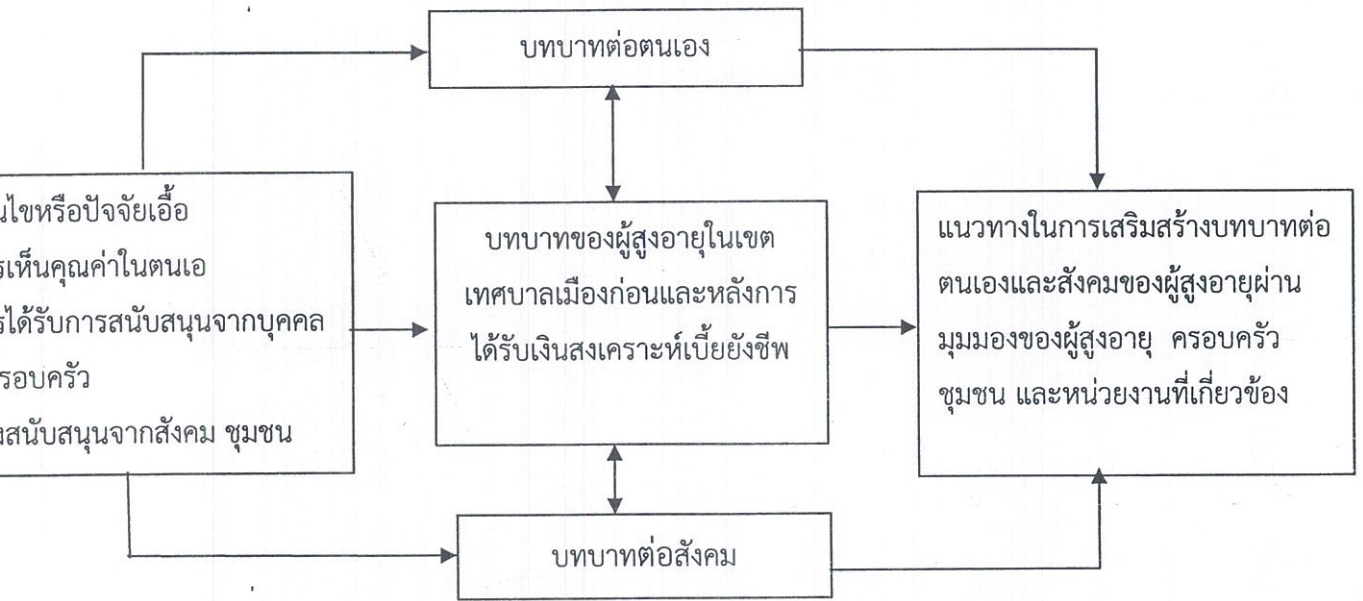 บทบาทต่อตนเอง
นไขหรือปัจจัยเอื้อ
รเห็นคุณค่าในตนเอ
รได้รับการสนับสนุนจากบุคคล
รอบครัว
งสนับสนุนจากสังคม ชุมชน
บทบาทของผู้สูงอายุในเขต
เทศบาลเมืองก่อนและหลังการ
ได้รับเงินสงเคราะห์เบี้ยยังชีพ
แนวทางในการเสริมสร้างบทบาทต่อ
ตนเองและสังคมของผู้สูงอายุผ่าน
มุมมองของผู้สูงอายุ ครอบครัว
ชุมชน และหน่วยงานที่เกี่ยวข้อง
บทบาทต่อสังคม